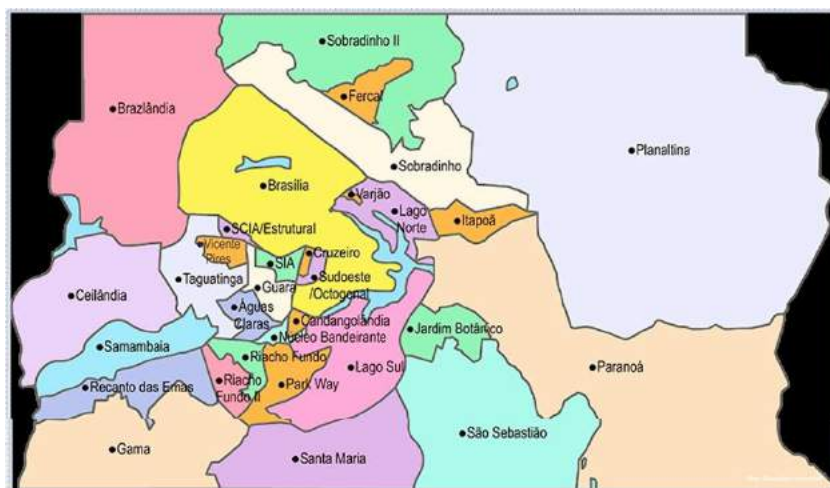 Sobradinho II
Fercal
Brazlândia
Planaltina
Sobradinho
Brasília
Varjão
Lago
Norte
Itapoã
SCIA/Estrutural
Vicente
Pires
Cruzeiro
SIA
Sudoeste
/Octogonal
Taguatinga
Guará
Ceilândia
Águas
Claras
Candangolândia
Núcleo Bandeirante
Jardim Botânico
Samambaia
Riacho Fundo
Lago Sul
Paranoá
Recanto das Emas
Riacho
Fundo II
Park Way
Gama
São Sebastião
Santa Maria